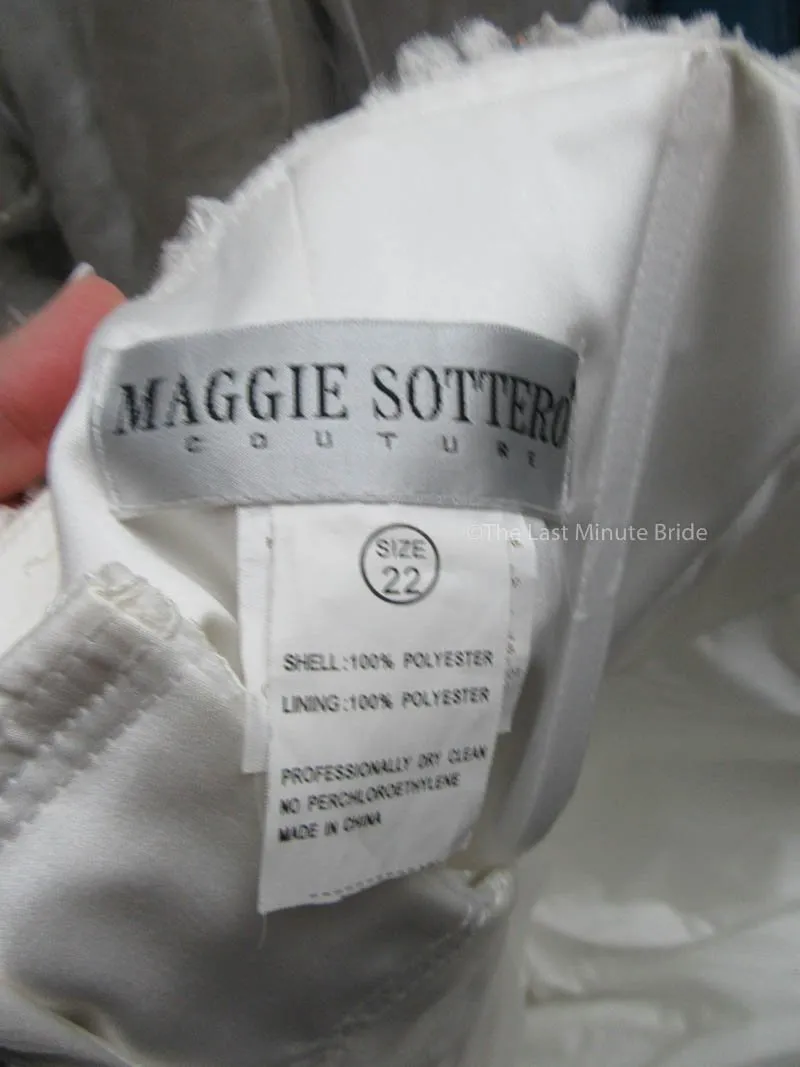 MAGGIE SOTTERO
COUTURE
©The Last Minute Bride
SIZE
22
SHELL:100% POLYESTER
LINING:100% POLYESTER
PROFESSIONALLY DRY CLEAN
NO PERCHLOROETHYLENE
MADE IN CHINA